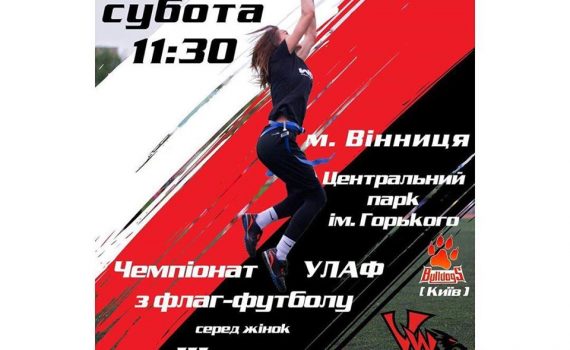 субота
11:30
м. Вінниця
Центральний
парк
ім. Горького
Чемпіонат УЛАФ
з флаг-футболу
серед жінок
Bulldogs
[Київ]